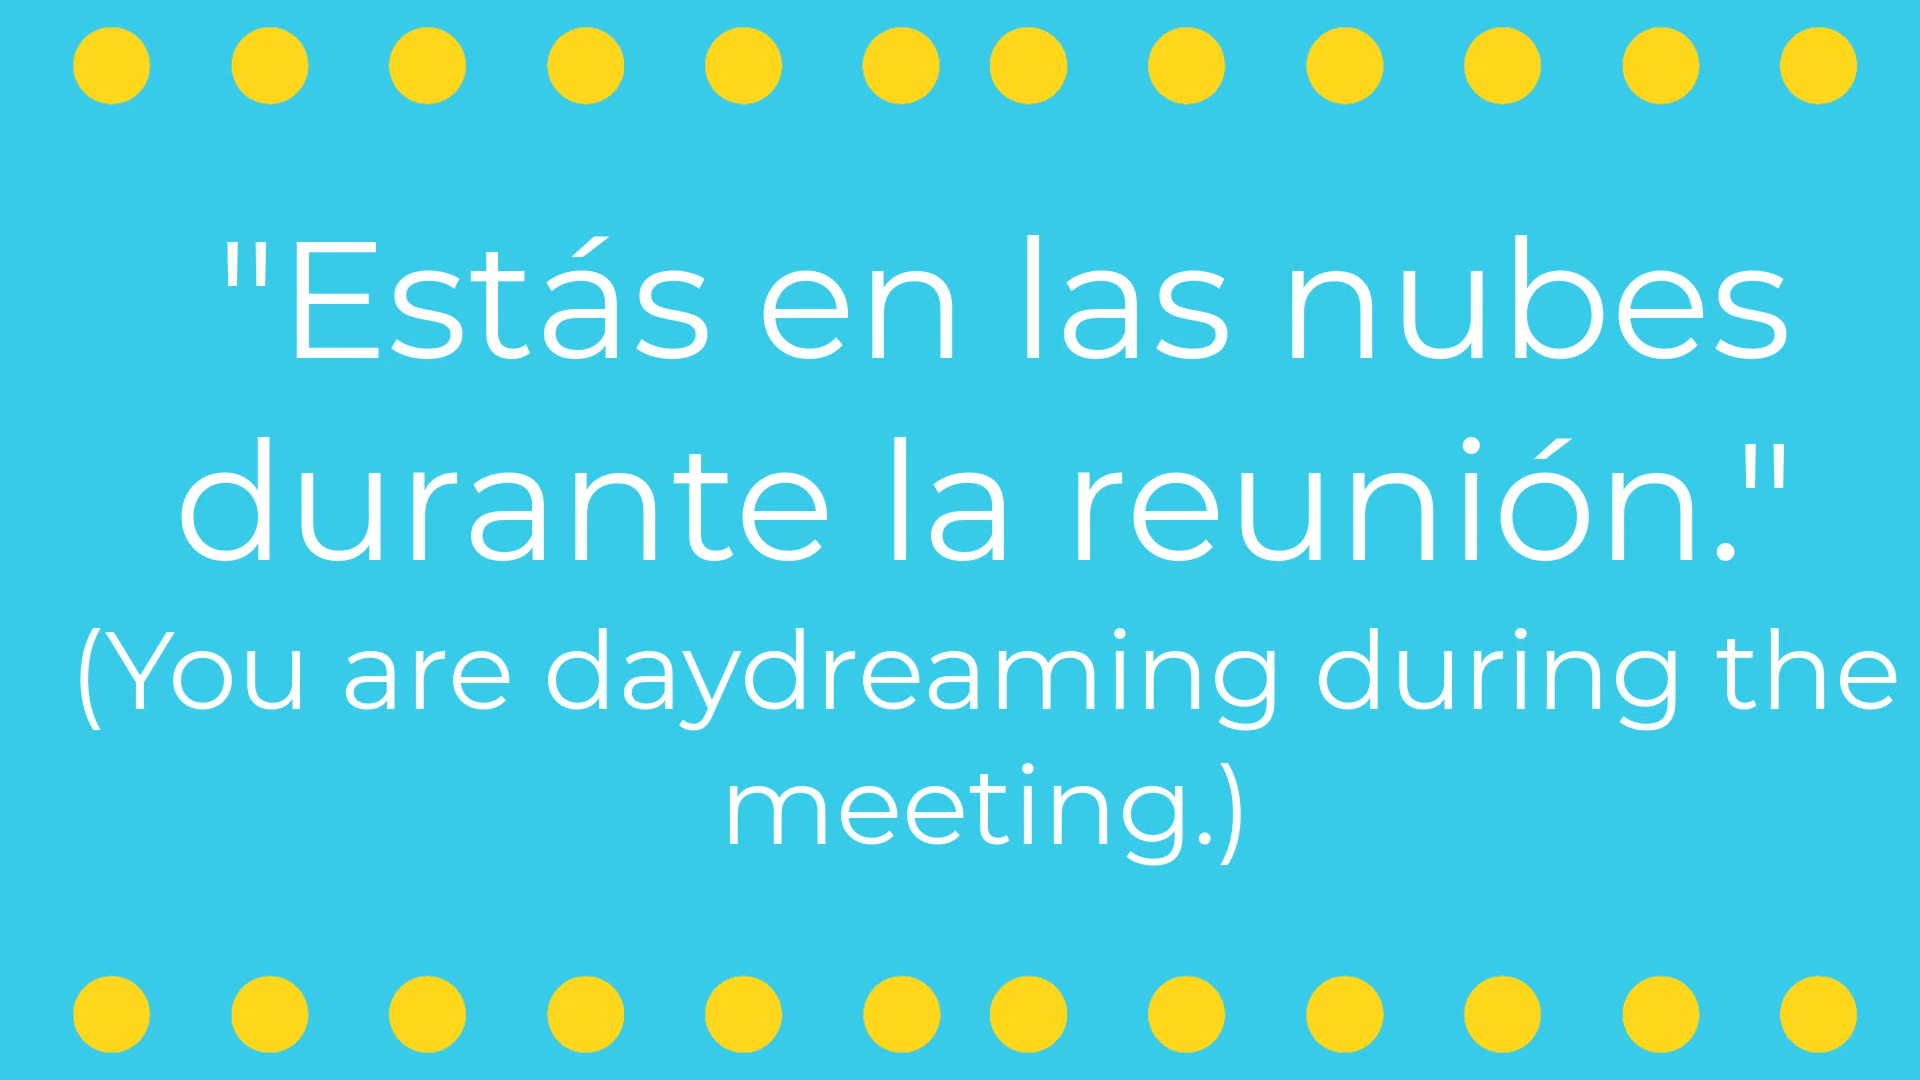 "Estás en las nubes
durante la reunión."
(You are daydreaming during the
meeting.)